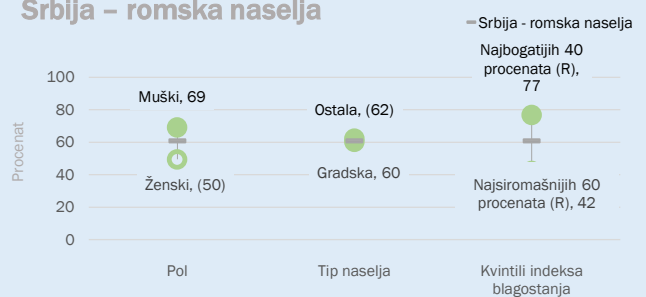 Srbija – romska naselja
Srbija - romska naselja
Najbogatijih 40
procenata (R),
77
100
Muški, 69
Ostala, (62)
80
60
Procenat
40
Ženski, (50)
Gradska, 60
Najsiromašnijih 60
procenata (R), 42
20
0
Pol
Tip naselja
Kvintili indeksa
blagostanja